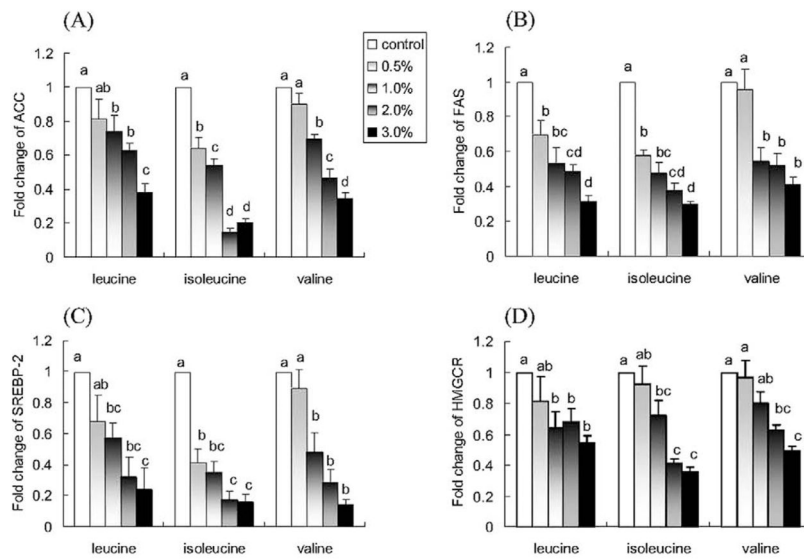 (A)
Fold change of ACC
1.2
1
0.8
0.6
0.4
0.2
0
a ab b b c
a b c d d
a a b c d
leucine isoleucine valine
control
0.5%
1.0%
2.0%
3.0%
(B)
Fold change of FAS
1.2
1
0.8
0.6
0.4
0.2
0
a b bc cd d
a b bc cd d
a a b b b
leucine isoleucine valine
(C)
Fold change of SREBP-2
1.2
1
0.8
0.6
0.4
0.2
0
a ab bc bc c
a b bc c c
a a b b b
leucine isoleucine valine
(D)
Fold change of HMGCR
1.2
1
0.8
0.6
0.4
0.2
0
a ab b b b
a ab bc c c
a a ab bc c
leucine isoleucine valine